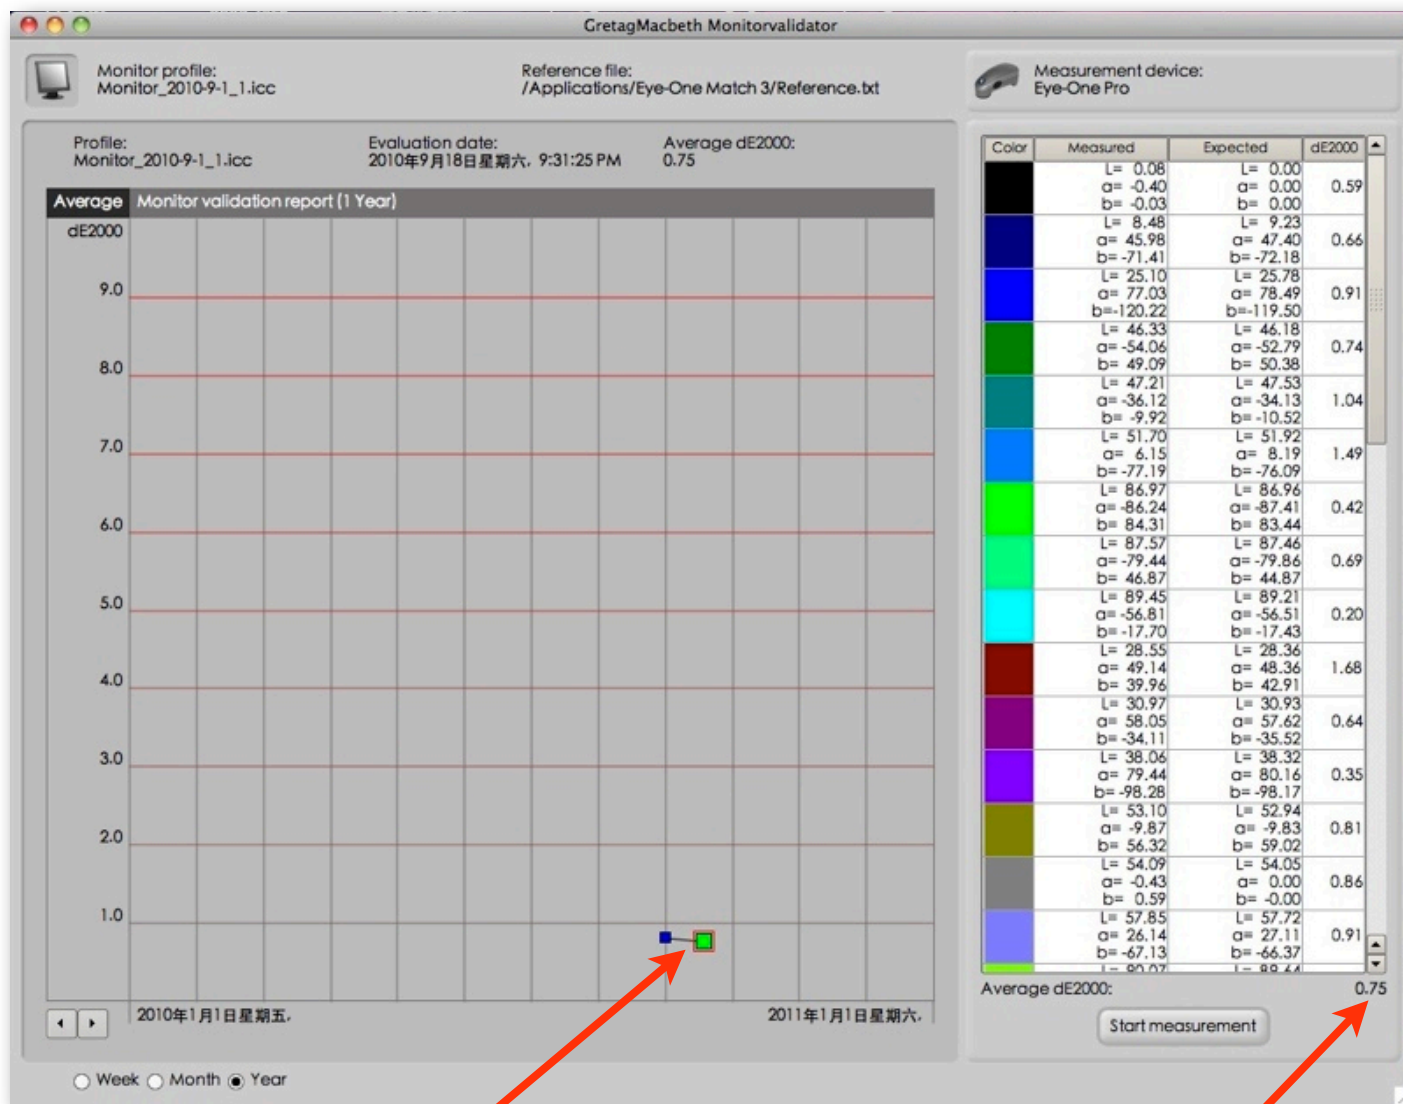 GretagMacbeth Monitorvalidator
Monitor profile:
Monitor_2010-9-1_1.icc
Reference file:
/Applications/Eye-One Match 3/Reference.txt
Measurement device:
Eye-One Pro
Profile:
Monitor_2010-9-1_1.icc
Evaluation date:
2010年9月18日星期六, 9:31:25 PM
Average dE2000:
0.75
Average Monitor validation report (1 Year)
dE2000
9.0
8.0
7.0
6.0
5.0
4.0
3.0
2.0
1.0
2010年1月1日星期五,
2011年1月1日星期六,
Week Month Year
Color Measured Expected dE2000
L= 0.08 L= 0.00
a= -0.40 a= 0.00 0.59
b= -0.03 b= 0.00
L= 8.48 L= 9.23
a= 45.98 a= 47.40 0.66
b= -71.41 b= -72.18
L= 25.10 L= 25.78
a= 77.03 a= 78.49 0.91
b=-120.22 b=-119.50
L= 46.33 L= 46.18
a= -54.06 a= -52.79 0.74
b= 49.09 b= 50.38
L= 47.21 L= 47.53
a= -36.12 a= -34.13 1.04
b= -9.92 b= -10.52
L= 51.70 L= 51.92
a= 6.15 a= 8.19 1.49
b= -77.19 b= -76.09
L= 86.97 L= 86.96
a= -86.24 a= -87.41 0.42
b= 84.31 b= 83.44
L= 87.57 L= 87.46
a= -79.44 a= -79.86 0.69
b= 46.87 b= 44.87
L= 89.45 L= 89.21
a= -56.81 a= -56.51 0.20
b= -17.70 b= -17.43
L= 28.55 L= 28.36
a= 49.14 a= 48.36 1.68
b= 39.96 b= 42.91
L= 30.97 L= 30.93
a= 58.05 a= 57.62 0.64
b= -34.11 b= -35.52
L= 38.06 L= 38.32
a= 79.44 a= 80.16 0.35
b= -98.28 b= -98.17
L= 53.10 L= 52.94
a= -9.87 a= -9.83 0.81
b= 56.32 b= 59.02
L= 54.09 L= 54.05
a= -0.43 a= 0.00 0.86
b= 0.59 b= -0.00
L= 57.85 L= 57.72
a= 26.14 a= 27.11 0.91
b= -67.13 b= -66.37
Average dE2000: 0.75
Start measurement